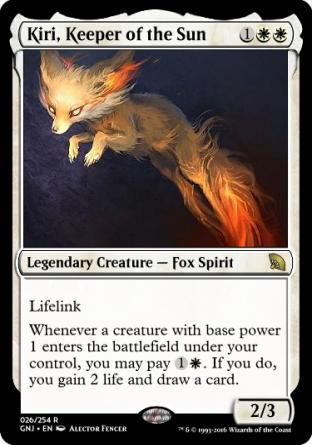 Kiri, Keeper of the Sun 1
Legendary Creature — Fox Spirit
Lifelink
Whenever a creature with base power
1 enters the battlefield under your
control, you may pay 1 . If you do,
you gain 2 life and draw a card.
2/3
026/254 R
GNJ • EN Alector Fencer
™ & © 1993-2016 Wizards of the Coast